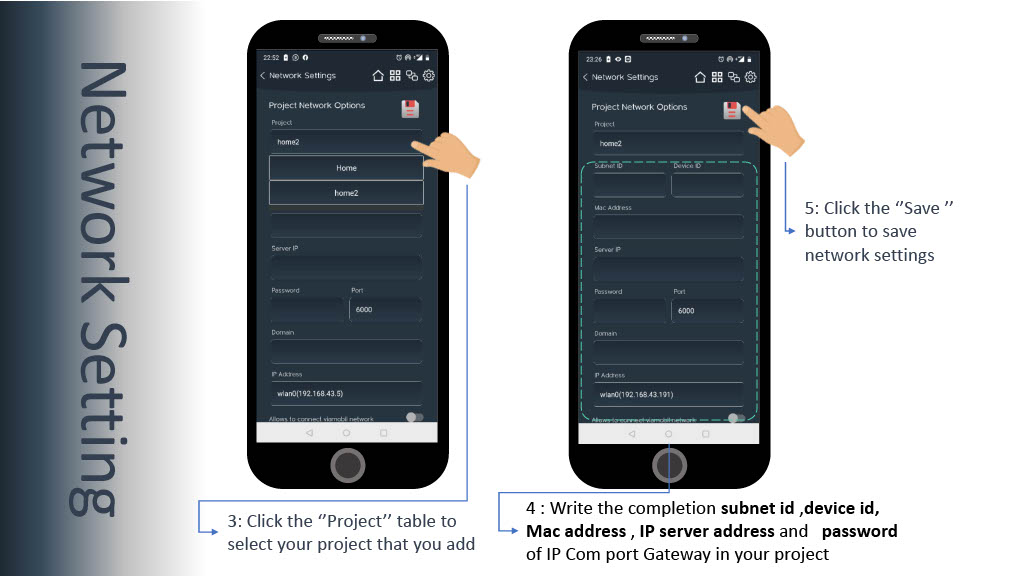 Network Setting
22:52
Network Settings
Project Network Options
Project
home2
Home
home2
Server IP
Password Port
6000
Domain
IP Address
wlan0(192.168.43.5)
Allows to connect viamobil network
3: Click the ‘’Project’’ table to
select your project that you add
23:26
Network Settings
Project Network Options
Project
home2
Subnet ID Device ID
Mac Address
Server IP
Password Port
6000
Domain
IP Address
wlan0(192.168.43.191)
Allows to connect viamobil network
4 : Write the completion subnet id ,device id,
Mac address , IP server address and password
of IP Com port Gateway in your project
5: Click the ‘’Save ’’
button to save
network settings